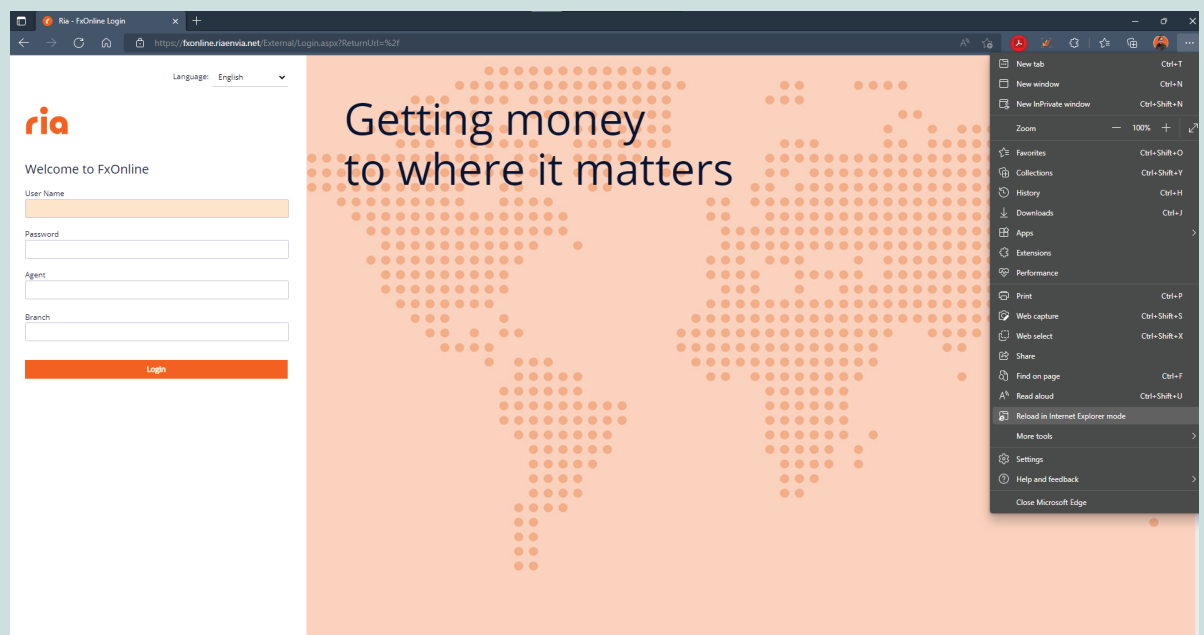 Ria - FxOnline Login
https://fxonline.riaenvia.net/External/Login.aspx?ReturnUrl=%2f
Language: English
ria
Welcome to FxOnline
User Name
Password
Agent
Branch
Login
Getting money
to where it matters
New tab Ctrl+T
New window Ctrl+N
New InPrivate window Ctrl+Shift+N
Zoom 100%
Favorites Ctrl+Shift+O
Collections Ctrl+Shift+Y
History Ctrl+H
Downloads Ctrl+J
Apps
Extensions
Performance
Print Ctrl+P
Web capture Ctrl+Shift+S
Web select Ctrl+Shift+X
Share
Find on page Ctrl+F
Read aloud Ctrl+Shift+U
Reload in Internet Explorer mode
More tools
Settings
Help and feedback
Close Microsoft Edge